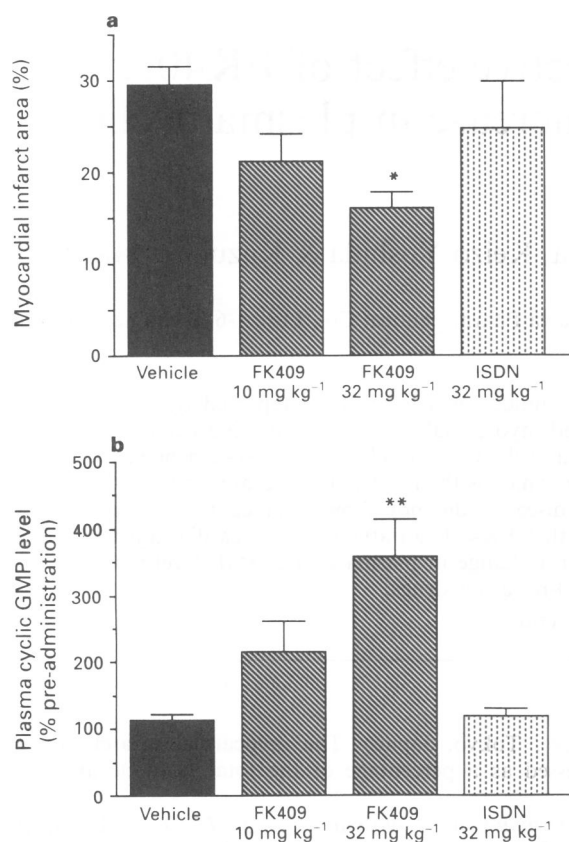 a
Myocardial infarct area (%)
30
20
10
0
*
Vehicle FK409 FK409 ISDN
10 mg kg⁻¹ 32 mg kg⁻¹ 32 mg kg⁻¹
b
Plasma cyclic GMP level
(% pre-administration)
500
400
300
200
100
0
**
Vehicle FK409 FK409 ISDN
10 mg kg⁻¹ 32 mg kg⁻¹ 32 mg kg⁻¹